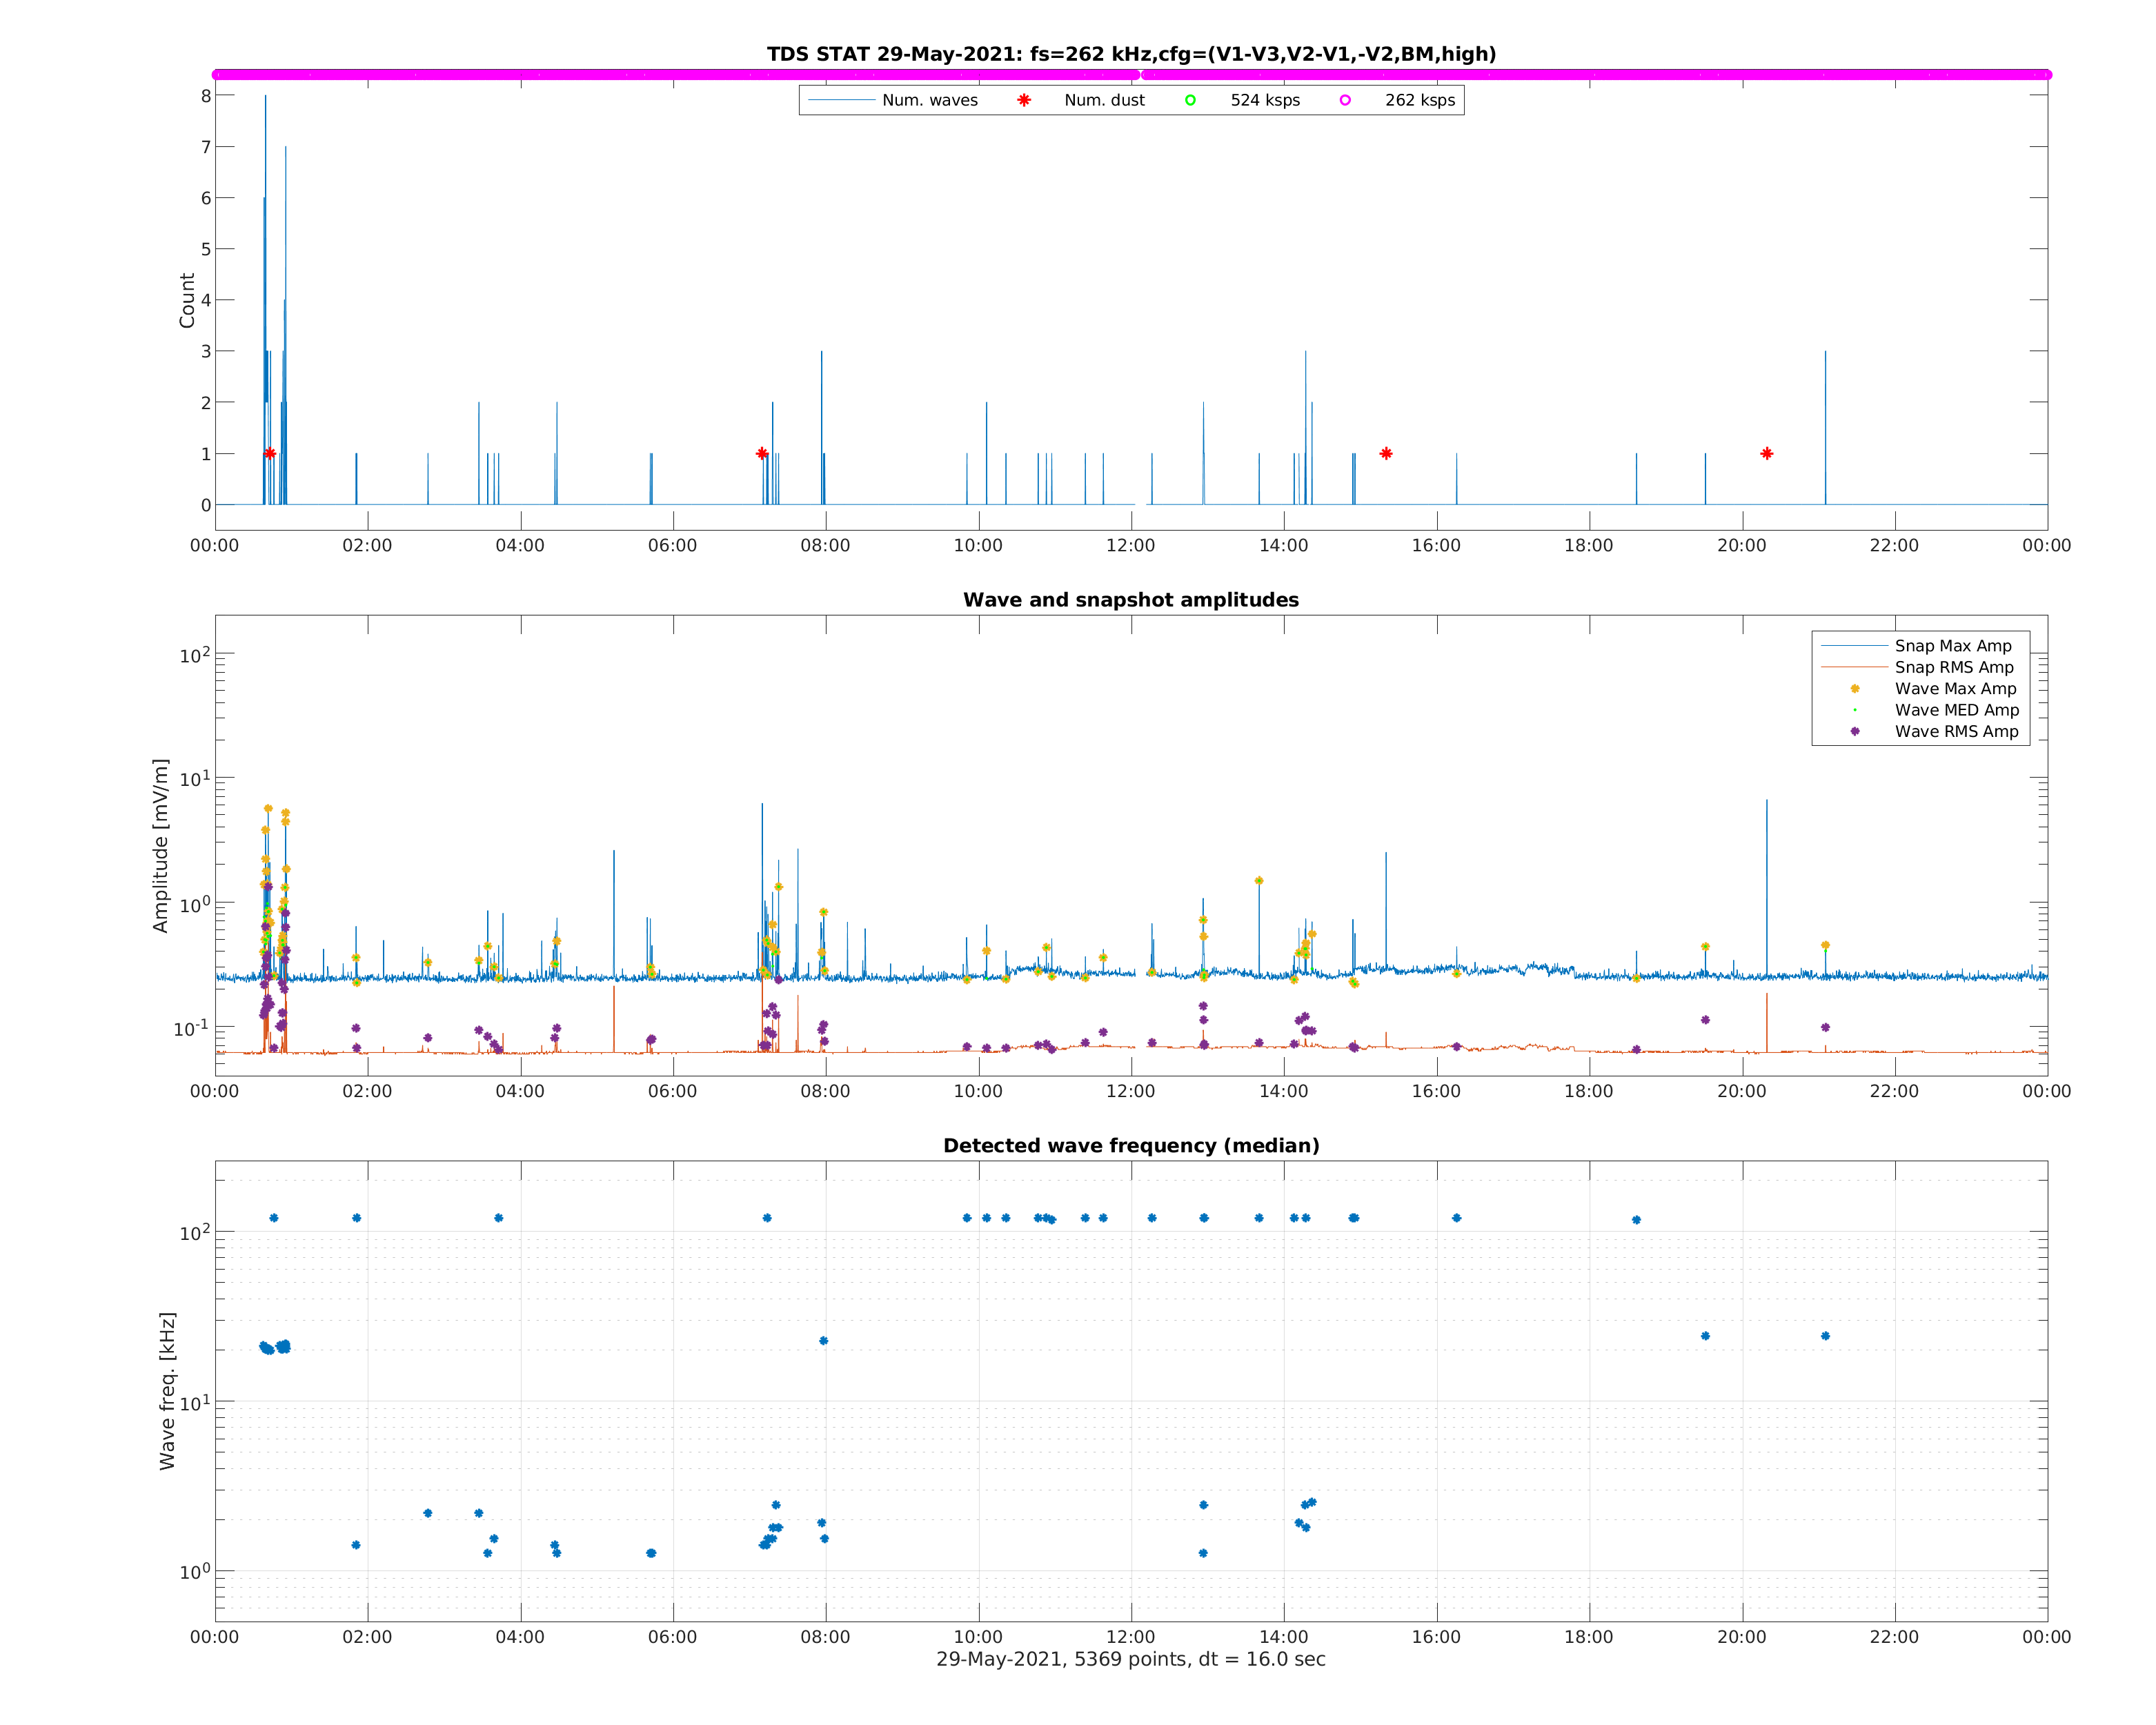 TDS STAT 29-May-2021: fs=262 kHz,cfg=(V1-V3,V2-V1,-V2,BM,high)
Num. waves Num. dust 524 ksps 262 ksps
Count
8
7
6
5
4
3
2
1
0
00:00 02:00 04:00 06:00 08:00 10:00 12:00 14:00 16:00 18:00 20:00 22:00 00:00
Wave and snapshot amplitudes
Snap Max Amp
Snap RMS Amp
Wave Max Amp
Wave MED Amp
Wave RMS Amp
Amplitude [mV/m]
10^2
10^1
10^0
10^-1
00:00 02:00 04:00 06:00 08:00 10:00 12:00 14:00 16:00 18:00 20:00 22:00 00:00
Detected wave frequency (median)
Wave freq. [kHz]
10^2
10^1
10^0
00:00 02:00 04:00 06:00 08:00 10:00 12:00 14:00 16:00 18:00 20:00 22:00 00:00
29-May-2021, 5369 points, dt = 16.0 sec